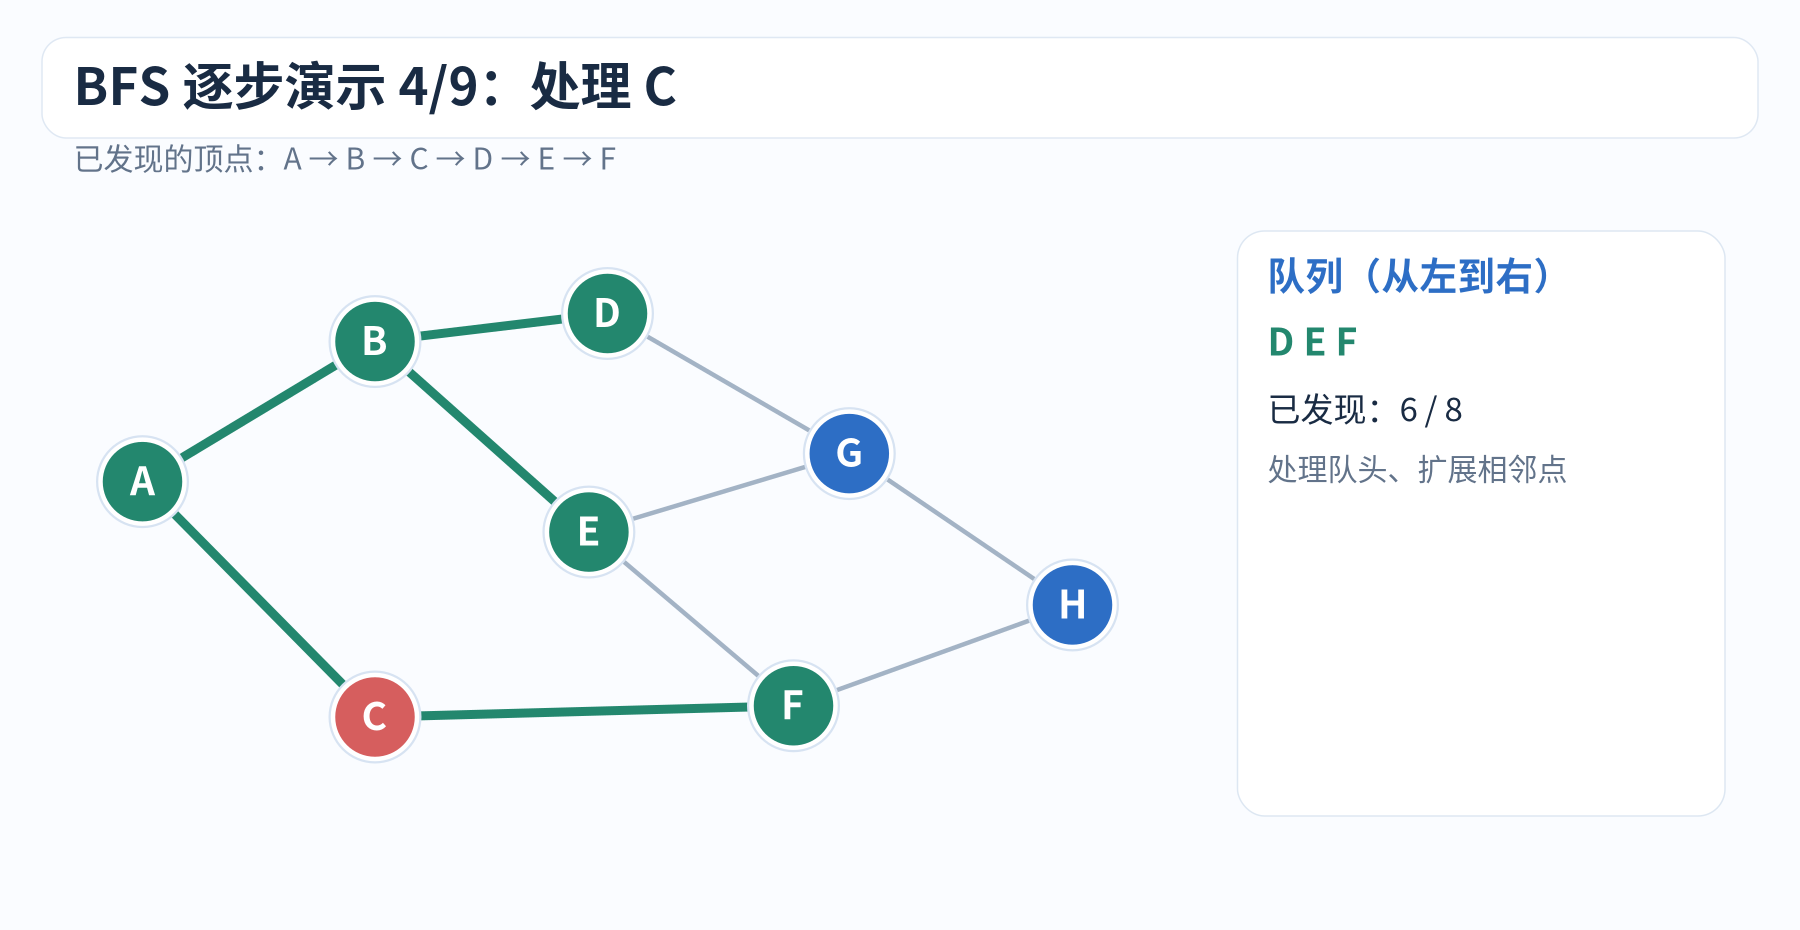 BFS 逐步演示 4/9：处理 C
已发现的顶点：A → B → C → D → E → F
队列（从左到右）
D E F
已发现：6 / 8
处理队头、扩展相邻点
D
B
G
A
E
H
C
F